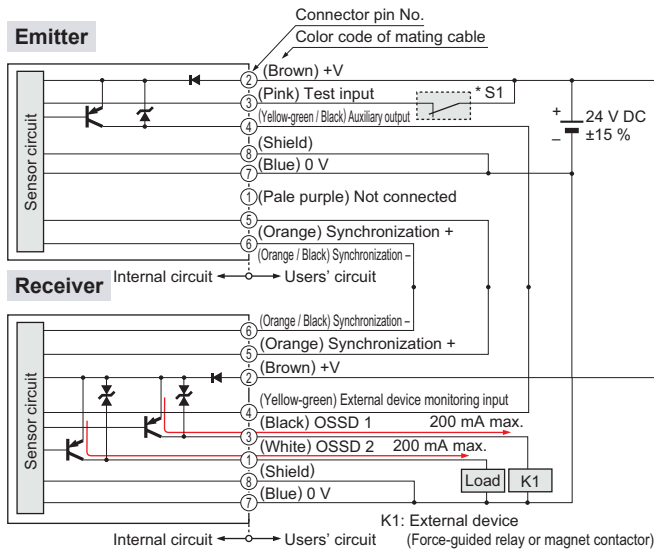 Connector pin No.
Color code of mating cable
Emitter
Sensor circuit
2 (Brown) +V
3 (Pink) Test input
* S1
4 (Yellow-green / Black) Auxiliary output
+
–
24 V DC
±15 %
8 (Shield)
7 (Blue) 0 V
1 (Pale purple) Not connected
5
(Orange) Synchronization +
6
(Orange / Black) Synchronization –
Internal circuit
Users' circuit
Receiver
Sensor circuit
6 (Orange / Black) Synchronization –
5 (Orange) Synchronization +
2 (Brown) +V
4 (Yellow-green) External device monitoring input
3 (Black) OSSD 1 200 mA max.
1 (White) OSSD 2 200 mA max.
8 (Shield)
Load
K1
7 (Blue) 0 V
K1: External device
(Force-guided relay or magnet contactor)
Internal circuit
Users' circuit